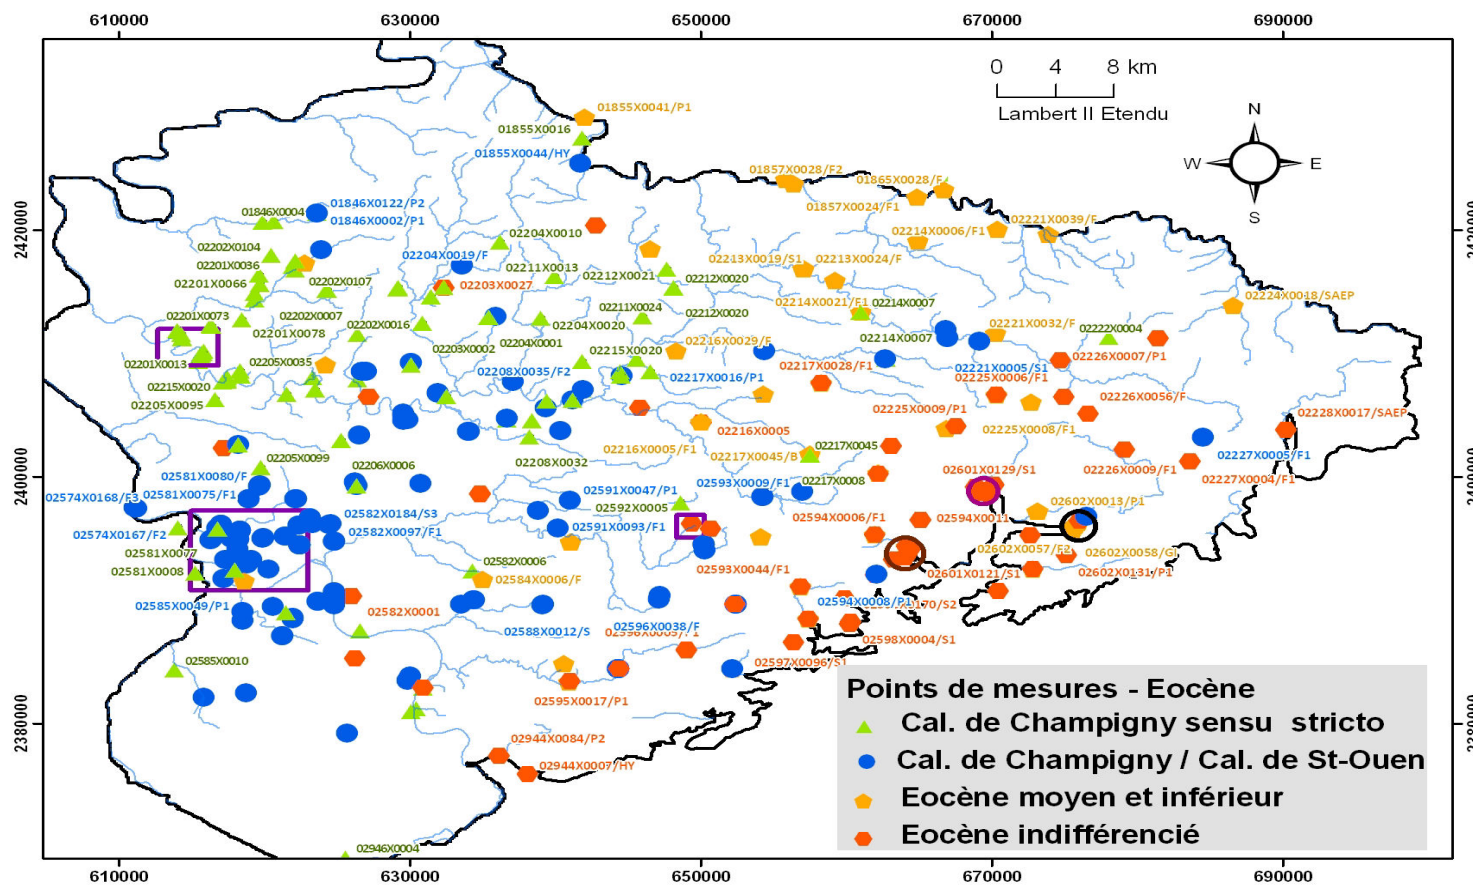 610000 630000 650000 670000 690000
0 4 8 km
Lambert II Etendu
N
W E
S
01855X0041/P1
01855X0016
01855X0044/HY
01857X0028/F2
01865X0028/F
01857X0024/F1
01846X0122/P2
01846X0004
01846X0002/P1
02221X0039/F
2420000
02214X0006/F1
02204X0010
02202X0104
02204X0019/F
02201X0036
02211X0013
02212X0021
02213X0019/S1
02213X0024/F
02201X0066
02202X0107
02203X0027
02212X0020
02224X0018/SAEP
02214X0021/F1
02214X0007
02201X0073
02202X0007
02202X0016
02211X0024
02212X0020
02204X0020
02221X0032/F
02222X0004
02201X0078
02203X0002
02204X0001
02216X0029/F
02214X0007
02201X0013
02205X0035
02215X0020
02226X0007/P1
02208X0035/F2
02217X0028/F1
02221X0005/S1
02225X0006/F1
02215X0020
02217X0016/P1
02226X0056/F
02205X0095
02225X0009/P1
02228X0017/SAEP
02216X0005
02225X0008/F1
02216X0005/F1
02217X0045
02217X0045/B
02227X0005/F1
02205X0099
02206X0006
02208X0032
02601X0129/S1
02226X0009/F1
02581X0080/F
02593X0009/F1
02217X0008
02227X0004/F1
2400000
02574X0168/F3
02581X0075/F1
02591X0047/P1
02592X0005
02602X0013/P1
02582X0184/S3
02594X0006/F1
02594X0011
02574X0167/F2
02582X0097/F1
02591X0093/F1
02581X0077
02582X0006
02602X0057/F2
02602X0058/GI
02581X0008
02584X0006/F
02593X0044/F1
02601X0121/S1
02602X0131/P1
02585X0049/P1
02582X0001
02594X0008/P1
02588X0012/S
02596X0038/F
02598X0004/S1
02585X0010
02597X0096/S1
02595X0017/P1
2380000
02944X0084/P2
02944X0007/HY
02946X0004
Points de mesures - Eocène
Cal. de Champigny sensu stricto
Cal. de Champigny / Cal. de St-Ouen
Eocène moyen et inférieur
Eocène indifférencié
610000 630000 650000 670000 690000